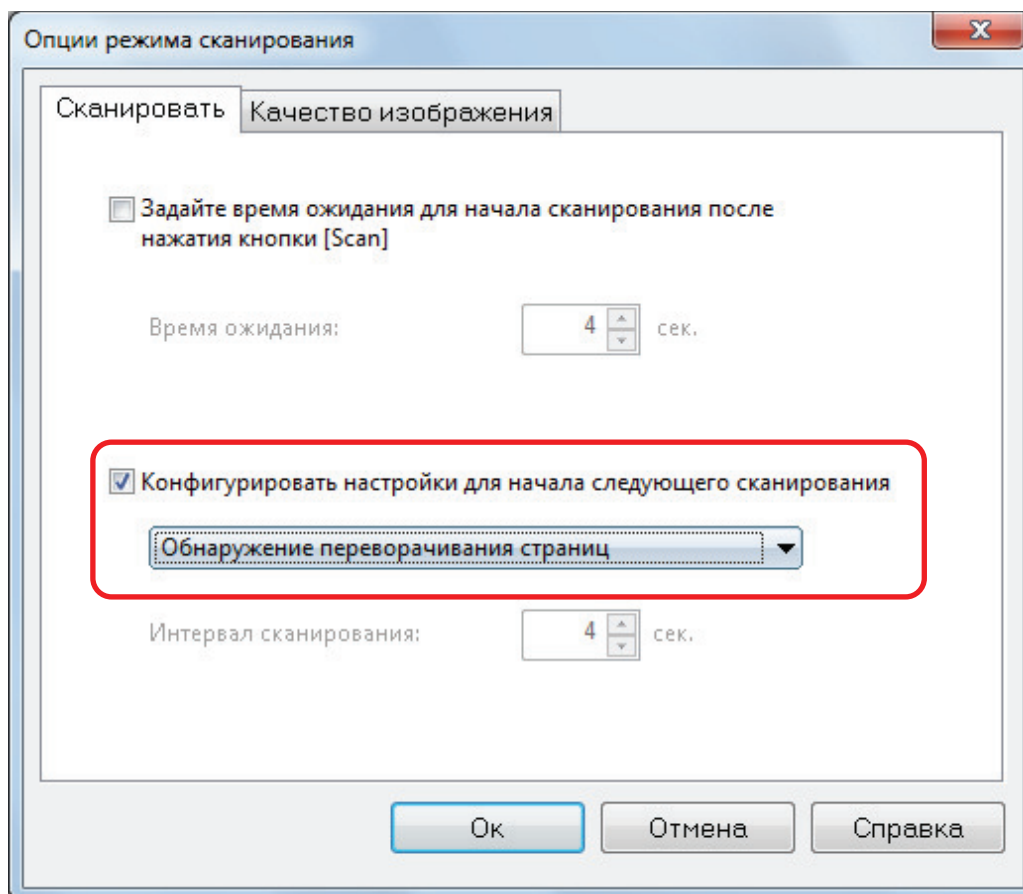 Опции режима сканирования
Сканировать
Качество изображения
Задайте время ожидания для начала сканирования после
нажатия кнопки [Scan]
Время ожидания:
4
сек.
Конфигурировать настройки для начала следующего сканирования
Обнаружение переворачивания страниц
Интервал сканирования:
4
сек.
Ок
Отмена
Справка